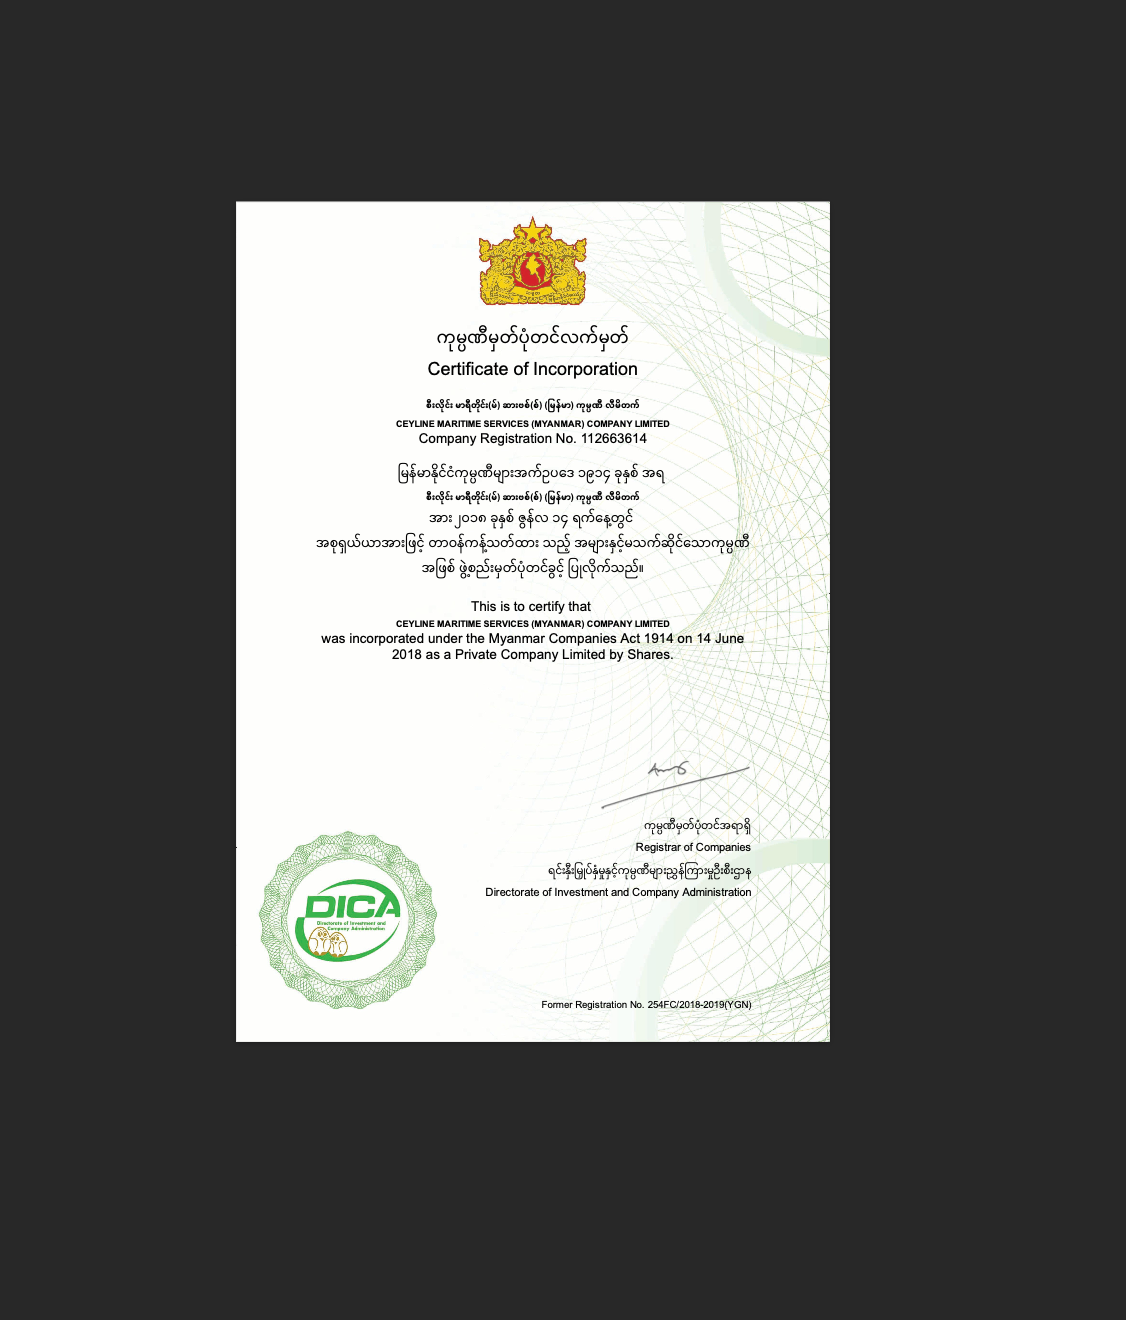 ကုမ္ပဏီမှတ်ပုံတင်လက်မှတ်
Certificate of Incorporation
စီးလိုင်း မာရီတိုင်း(မ်) ဆားဗစ်(စ်) (မြန်မာ) ကုမ္ပဏီ လီမိတက်
CEYLINE MARITIME SERVICES (MYANMAR) COMPANY LIMITED
Company Registration No. 112663614
မြန်မာနိုင်ငံကုမ္ပဏီများအက်ဥပဒေ ၁၉၁၄ ခုနှစ် အရ
စီးလိုင်း မာရီတိုင်း(မ်) ဆားဗစ်(စ်) (မြန်မာ) ကုမ္ပဏီ လီမိတက်
အား ၂၀၁၈ ခုနှစ် ဇွန်လ ၁၄ ရက်နေ့တွင်
အစုရှယ်ယာအားဖြင့် တာဝန်ကန့်သတ်ထား သည့် အများနှင့်မသက်ဆိုင်သောကုမ္ပဏီ
အဖြစ် ဖွဲ့စည်းမှတ်ပုံတင်ခွင့် ပြုလိုက်သည်။
This is to certify that
CEYLINE MARITIME SERVICES (MYANMAR) COMPANY LIMITED
was incorporated under the Myanmar Companies Act 1914 on 14 June
2018 as a Private Company Limited by Shares.
ကုမ္ပဏီမှတ်ပုံတင်အရာရှိ
Registrar of Companies
ရင်းနှီးမြှုပ်နှံမှုနှင့်ကုမ္ပဏီများညွှန်ကြားမှုဦးစီးဌာန
Directorate of Investment and Company Administration
DICA
Directorate of Investment and
Company Administration
Former Registration No. 254FC/2018-2019(YGN)